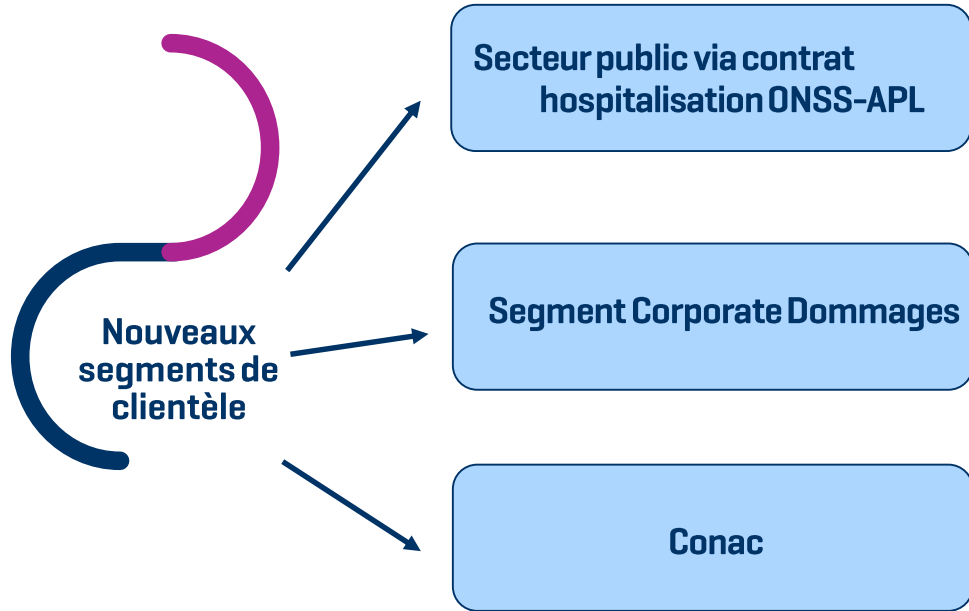 Secteur public via contrat
hospitalisation ONSS-APL
Nouveaux
segments de
clientèle
Segment Corporate Dommages
Conac